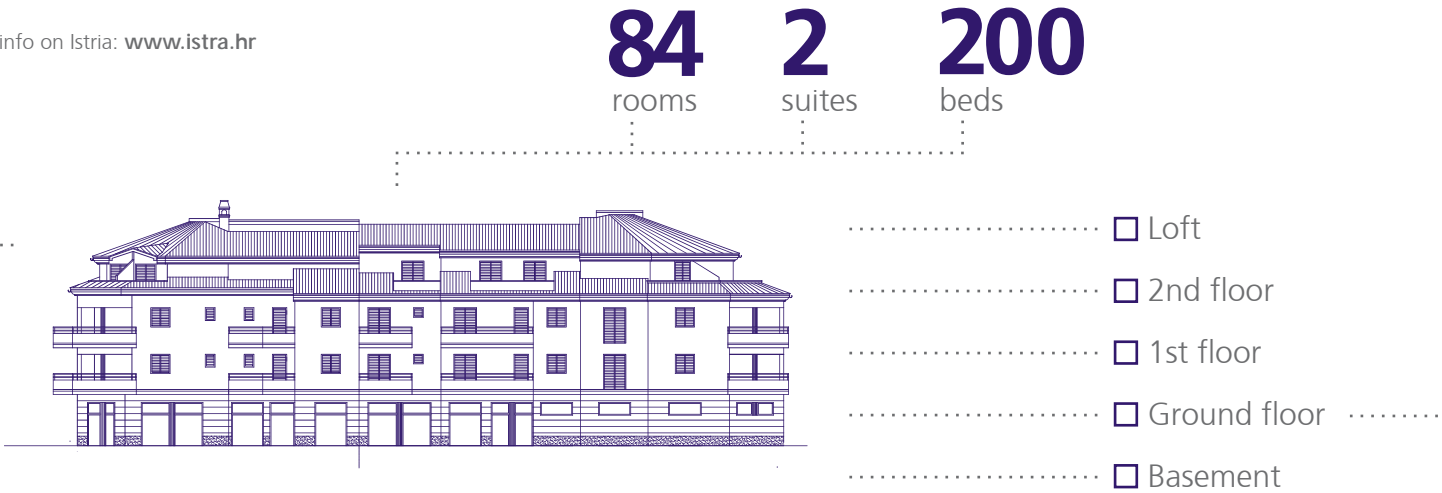 info on Istria: www.istra.hr
84 2 200
rooms suites beds
Loft
2nd floor
1st floor
Ground floor
Basement